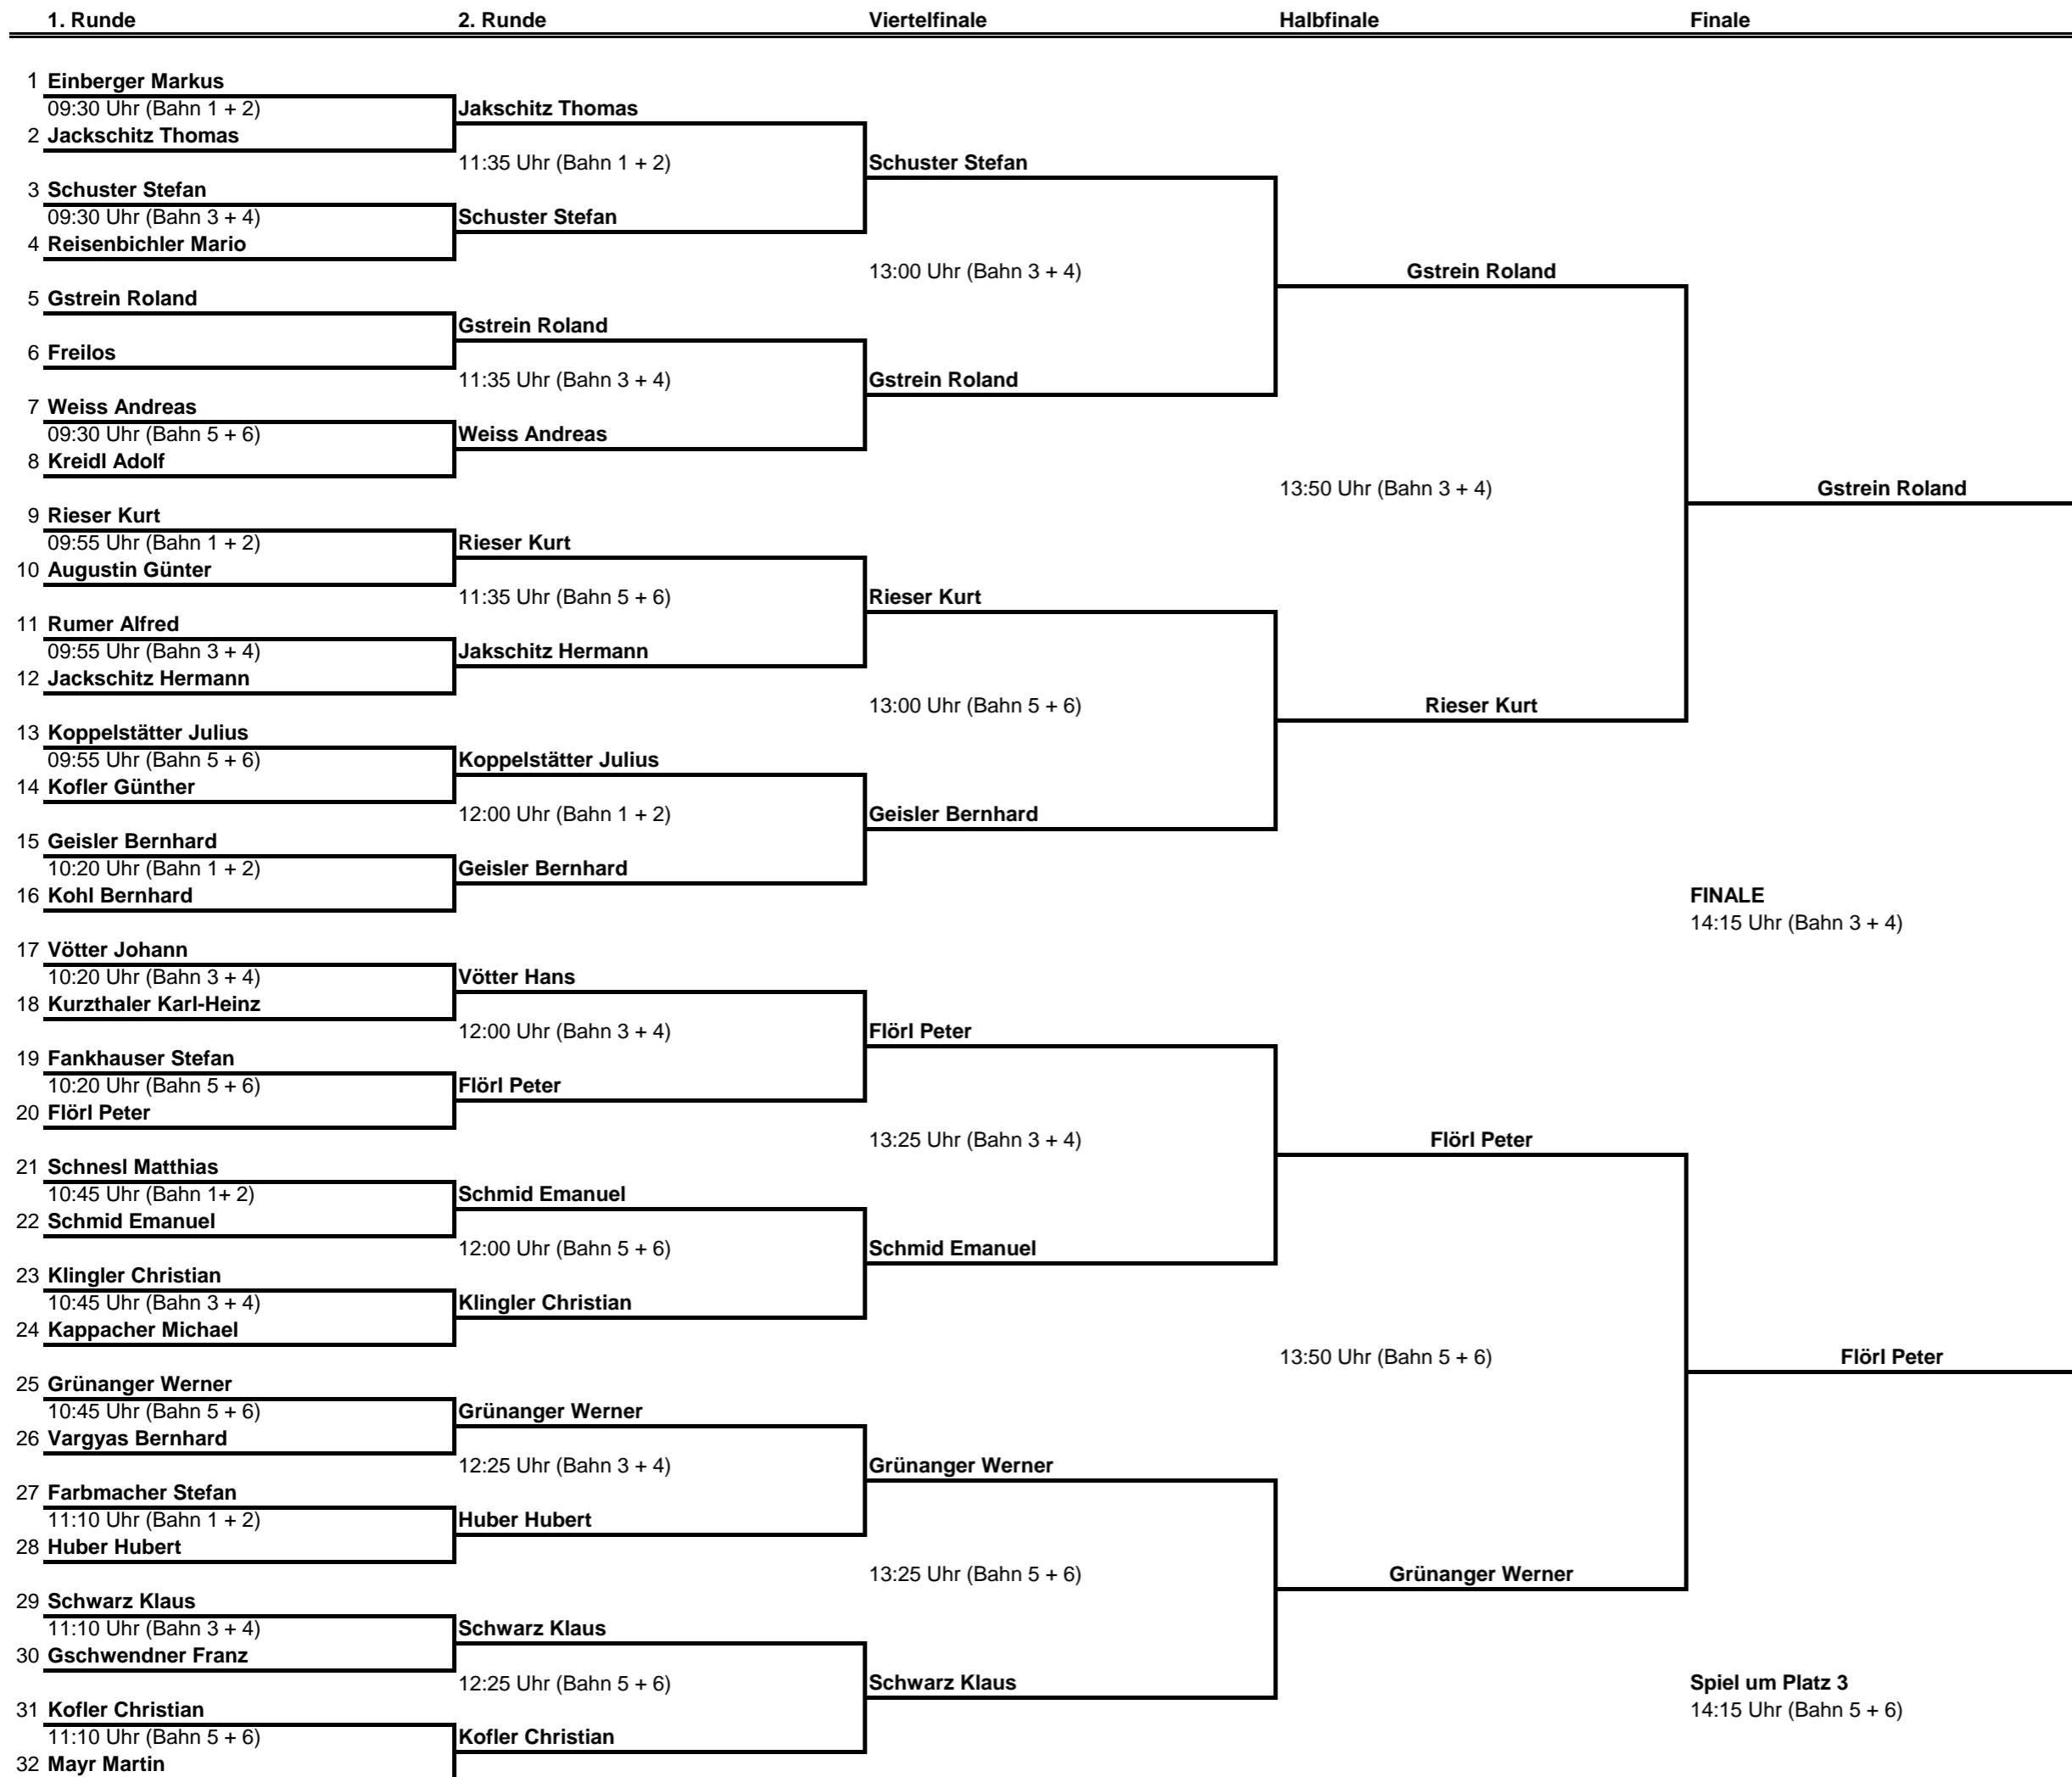 1. Runde 2. Runde Viertelfinale Halbfinale Finale
1 Einberger Markus
09:30 Uhr (Bahn 1 + 2) Jakschitz Thomas
2 Jackschitz Thomas
11:35 Uhr (Bahn 1 + 2) Schuster Stefan
3 Schuster Stefan
09:30 Uhr (Bahn 3 + 4) Schuster Stefan
4 Reisenbichler Mario
13:00 Uhr (Bahn 3 + 4) Gstrein Roland
5 Gstrein Roland
Gstrein Roland
6 Freilos
11:35 Uhr (Bahn 3 + 4) Gstrein Roland
7 Weiss Andreas
09:30 Uhr (Bahn 5 + 6) Weiss Andreas
8 Kreidl Adolf
13:50 Uhr (Bahn 3 + 4) Gstrein Roland
9 Rieser Kurt
09:55 Uhr (Bahn 1 + 2) Rieser Kurt
10 Augustin Günter
11:35 Uhr (Bahn 5 + 6) Rieser Kurt
11 Rumer Alfred
09:55 Uhr (Bahn 3 + 4) Jakschitz Hermann
12 Jackschitz Hermann
13:00 Uhr (Bahn 5 + 6) Rieser Kurt
13 Koppelstätter Julius
09:55 Uhr (Bahn 5 + 6) Koppelstätter Julius
14 Kofler Günther
12:00 Uhr (Bahn 1 + 2) Geisler Bernhard
15 Geisler Bernhard
10:20 Uhr (Bahn 1 + 2) Geisler Bernhard
16 Kohl Bernhard FINALE
14:15 Uhr (Bahn 3 + 4)
17 Vötter Johann
10:20 Uhr (Bahn 3 + 4) Vötter Hans
18 Kurzthaler Karl-Heinz
12:00 Uhr (Bahn 3 + 4) Flörl Peter
19 Fankhauser Stefan
10:20 Uhr (Bahn 5 + 6) Flörl Peter
20 Flörl Peter
13:25 Uhr (Bahn 3 + 4) Flörl Peter
21 Schnesl Matthias
10:45 Uhr (Bahn 1+ 2) Schmid Emanuel
22 Schmid Emanuel
12:00 Uhr (Bahn 5 + 6) Schmid Emanuel
23 Klingler Christian
10:45 Uhr (Bahn 3 + 4) Klingler Christian
24 Kappacher Michael
13:50 Uhr (Bahn 5 + 6) Flörl Peter
25 Grünanger Werner
10:45 Uhr (Bahn 5 + 6) Grünanger Werner
26 Vargyas Bernhard
12:25 Uhr (Bahn 3 + 4) Grünanger Werner
27 Farbmacher Stefan
11:10 Uhr (Bahn 1 + 2) Huber Hubert
28 Huber Hubert
13:25 Uhr (Bahn 5 + 6) Grünanger Werner
29 Schwarz Klaus
11:10 Uhr (Bahn 3 + 4) Schwarz Klaus
30 Gschwendner Franz
12:25 Uhr (Bahn 5 + 6) Schwarz Klaus Spiel um Platz 3
31 Kofler Christian 14:15 Uhr (Bahn 5 + 6)
11:10 Uhr (Bahn 5 + 6) Kofler Christian
32 Mayr Martin